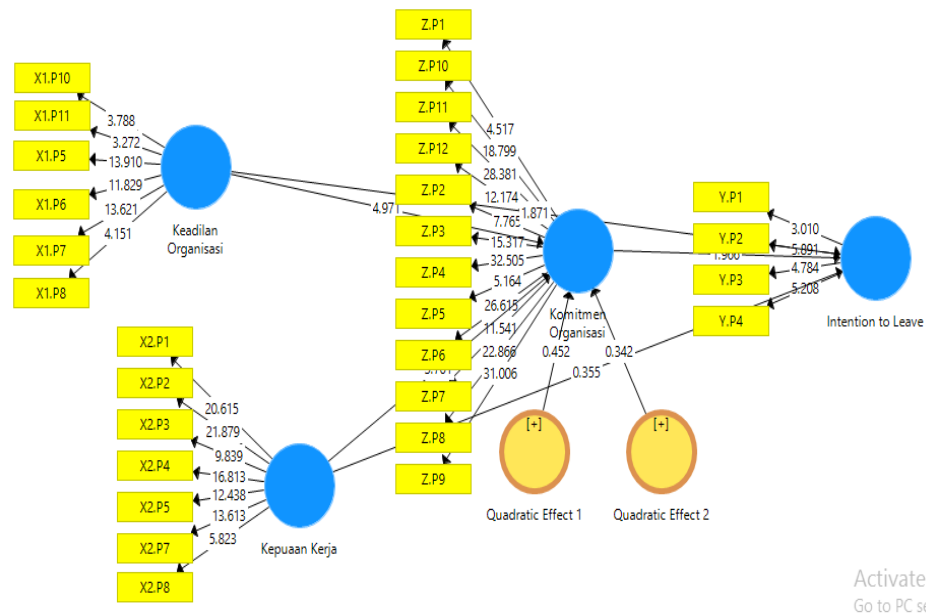 Z.P1
Z.P10
Z.P11
Z.P12
Z.P2
Z.P3
Z.P4
Z.P5
Z.P6
Z.P7
Z.P8
Z.P9
X1.P10
X1.P11
X1.P5
X1.P6
X1.P7
X1.P8
3.788
3.272
13.910
11.829
13.621
4.151
Keadilan
Organisasi
4.971
1.871
4.517
18.799
28.381
12.174
7.765
15.317
32.505
5.164
26.615
11.541
22.866
31.006
Komitmen
Organisasi
0.452
0.342
0.355
Y.P1
Y.P2
Y.P3
Y.P4
3.010
5.891
4.784
5.208
Intention to Leave
X2.P1
X2.P2
X2.P3
X2.P4
X2.P5
X2.P7
X2.P8
20.615
21.879
9.839
16.813
12.438
13.613
5.823
Kepuaan Kerja
[+]
[+]
Quadratic Effect 1
Quadratic Effect 2
Activate
Go to PC se